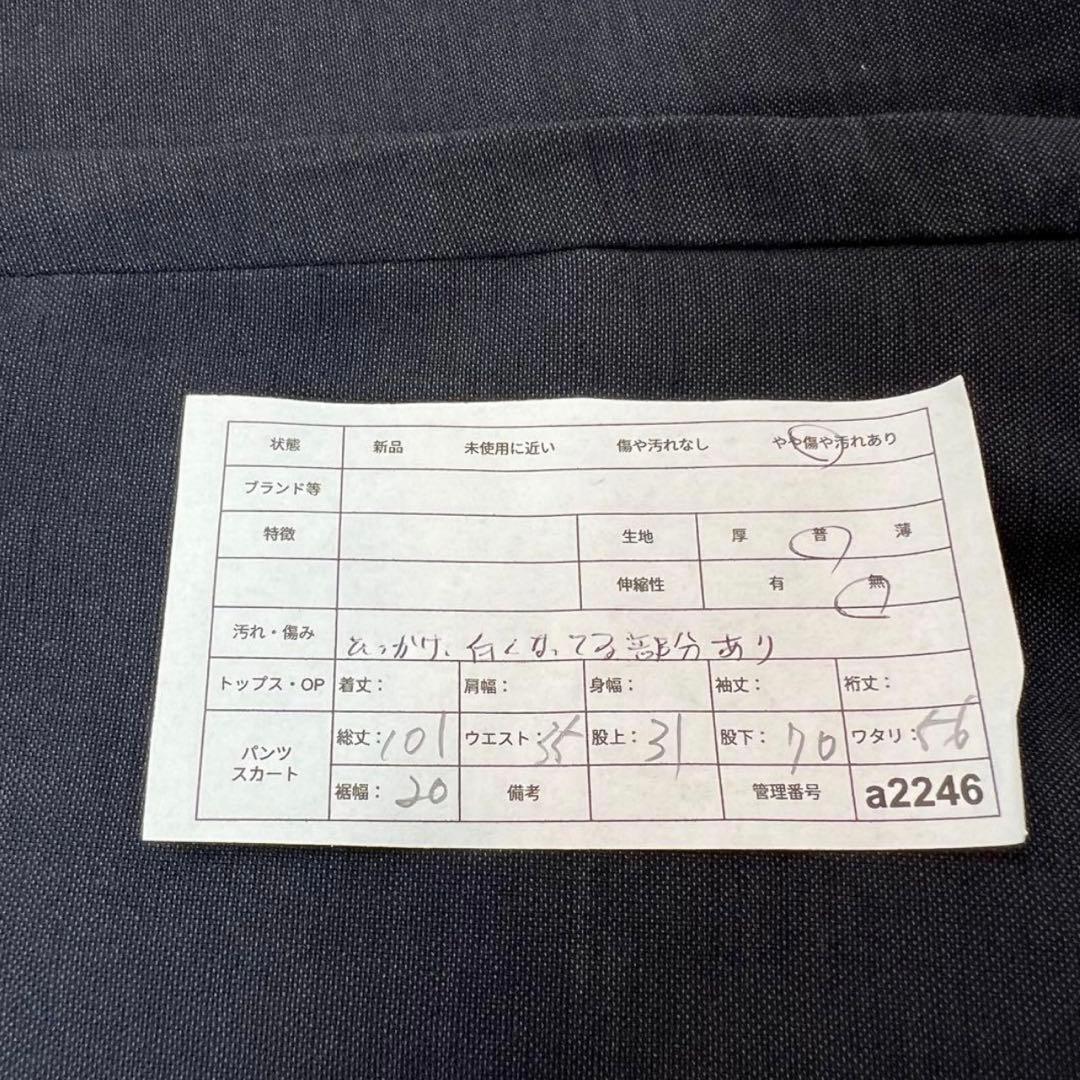 状態 新品 未使用に近い 傷や汚れなし やや傷や汚れあり
ブランド等
特徴 生地 厚 普 薄
伸縮性 有 無
汚れ・傷み ひっかけ、白くなってる部分あり
トップス・OP 着丈: 肩幅: 身幅: 袖丈: 裄丈:
パンツ スカート 総丈:101 ウエスト:35 股上:31 股下:70 ワタリ:56
裾幅:20 備考 管理番号 a2246